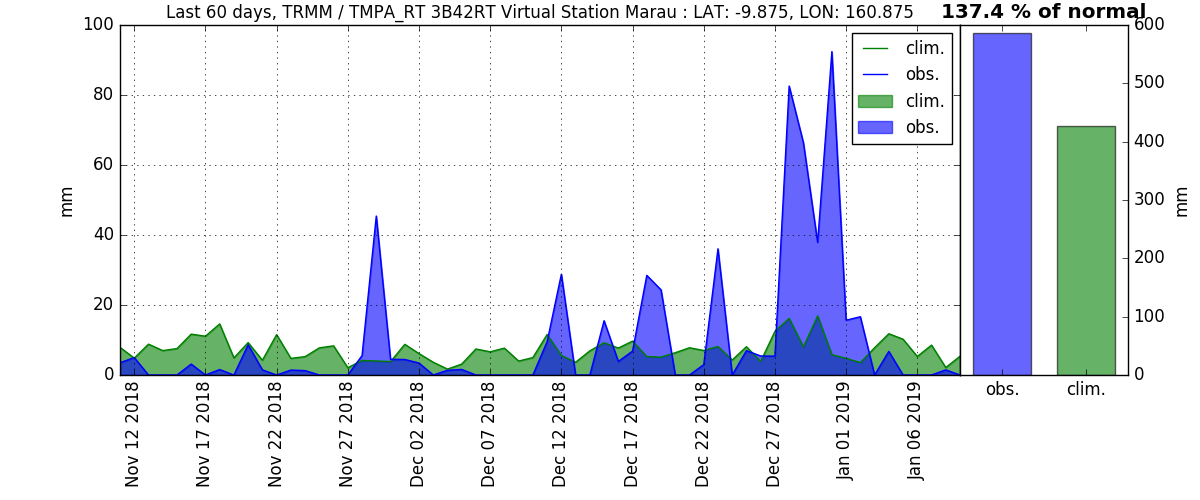 Last 60 days, TRMM / TMPA_RT 3B42RT Virtual Station Marau : LAT: -9.875, LON: 160.875
137.4 % of normal
100
80
60
40
20
0
mm
clim.
obs.
clim.
obs.
600
500
400
300
200
100
0
mm
obs.
clim.
Nov 12 2018
Nov 17 2018
Nov 22 2018
Nov 27 2018
Dec 02 2018
Dec 07 2018
Dec 12 2018
Dec 17 2018
Dec 22 2018
Dec 27 2018
Jan 01 2019
Jan 06 2019